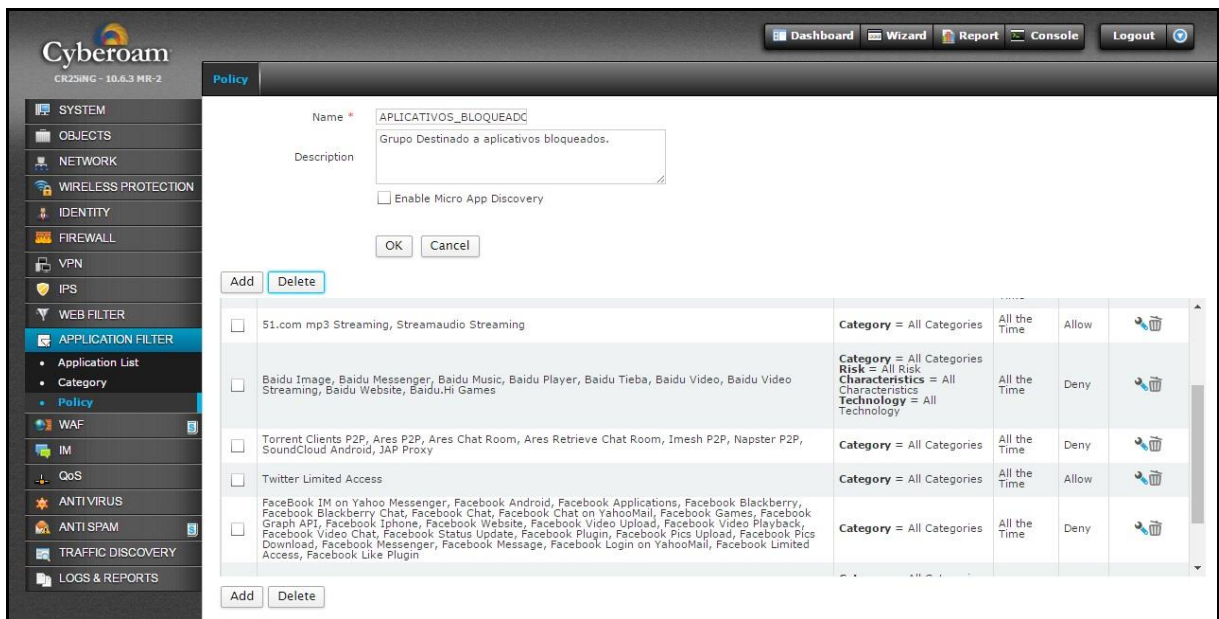 Cyberoam
CR25iNG - 10.6.3 MR-2
Dashboard Wizard Report Console Logout
Policy
SYSTEM
OBJECTS
NETWORK
WIRELESS PROTECTION
IDENTITY
FIREWALL
VPN
IPS
WEB FILTER
APPLICATION FILTER
• Application List
• Category
• Policy
WAF
IM
QoS
ANTI VIRUS
ANTI SPAM
TRAFFIC DISCOVERY
LOGS & REPORTS
Name * APLICATIVOS_BLOQUEADO
Description
Grupo Destinado a aplicativos bloqueados.
Enable Micro App Discovery
OK Cancel
Add Delete
51.com mp3 Streaming, Streamaudio Streaming
Category = All Categories
All the
Time
Allow
Baidu Image, Baidu Messenger, Baidu Music, Baidu Player, Baidu Tieba, Baidu Video, Baidu Video
Streaming, Baidu Website, Baidu.Hi Games
Category = All Categories
Risk = All Risk
Characteristics = All
Characteristics
Technology = All
Technology
All the
Time
Deny
Torrent Clients P2P, Ares P2P, Ares Chat Room, Ares Retrieve Chat Room, Imesh P2P, Napster P2P,
SoundCloud Android, JAP Proxy
Category = All Categories
All the
Time
Deny
Twitter Limited Access
Category = All Categories
All the
Time
Allow
FaceBook IM on Yahoo Messenger, Facebook Android, Facebook Applications, Facebook Blackberry,
Facebook Blackberry Chat, Facebook Chat, Facebook Chat on YahooMail, Facebook Games, Facebook
Graph API, Facebook Iphone, Facebook Website, Facebook Video Upload, Facebook Video Playback,
Facebook Video Chat, Facebook Status Update, Facebook Plugin, Facebook Pics Upload, Facebook Pics
Download, Facebook Messenger, Facebook Message, Facebook Login on YahooMail, Facebook Limited
Access, Facebook Like Plugin
Category = All Categories
All the
Time
Deny
Add Delete